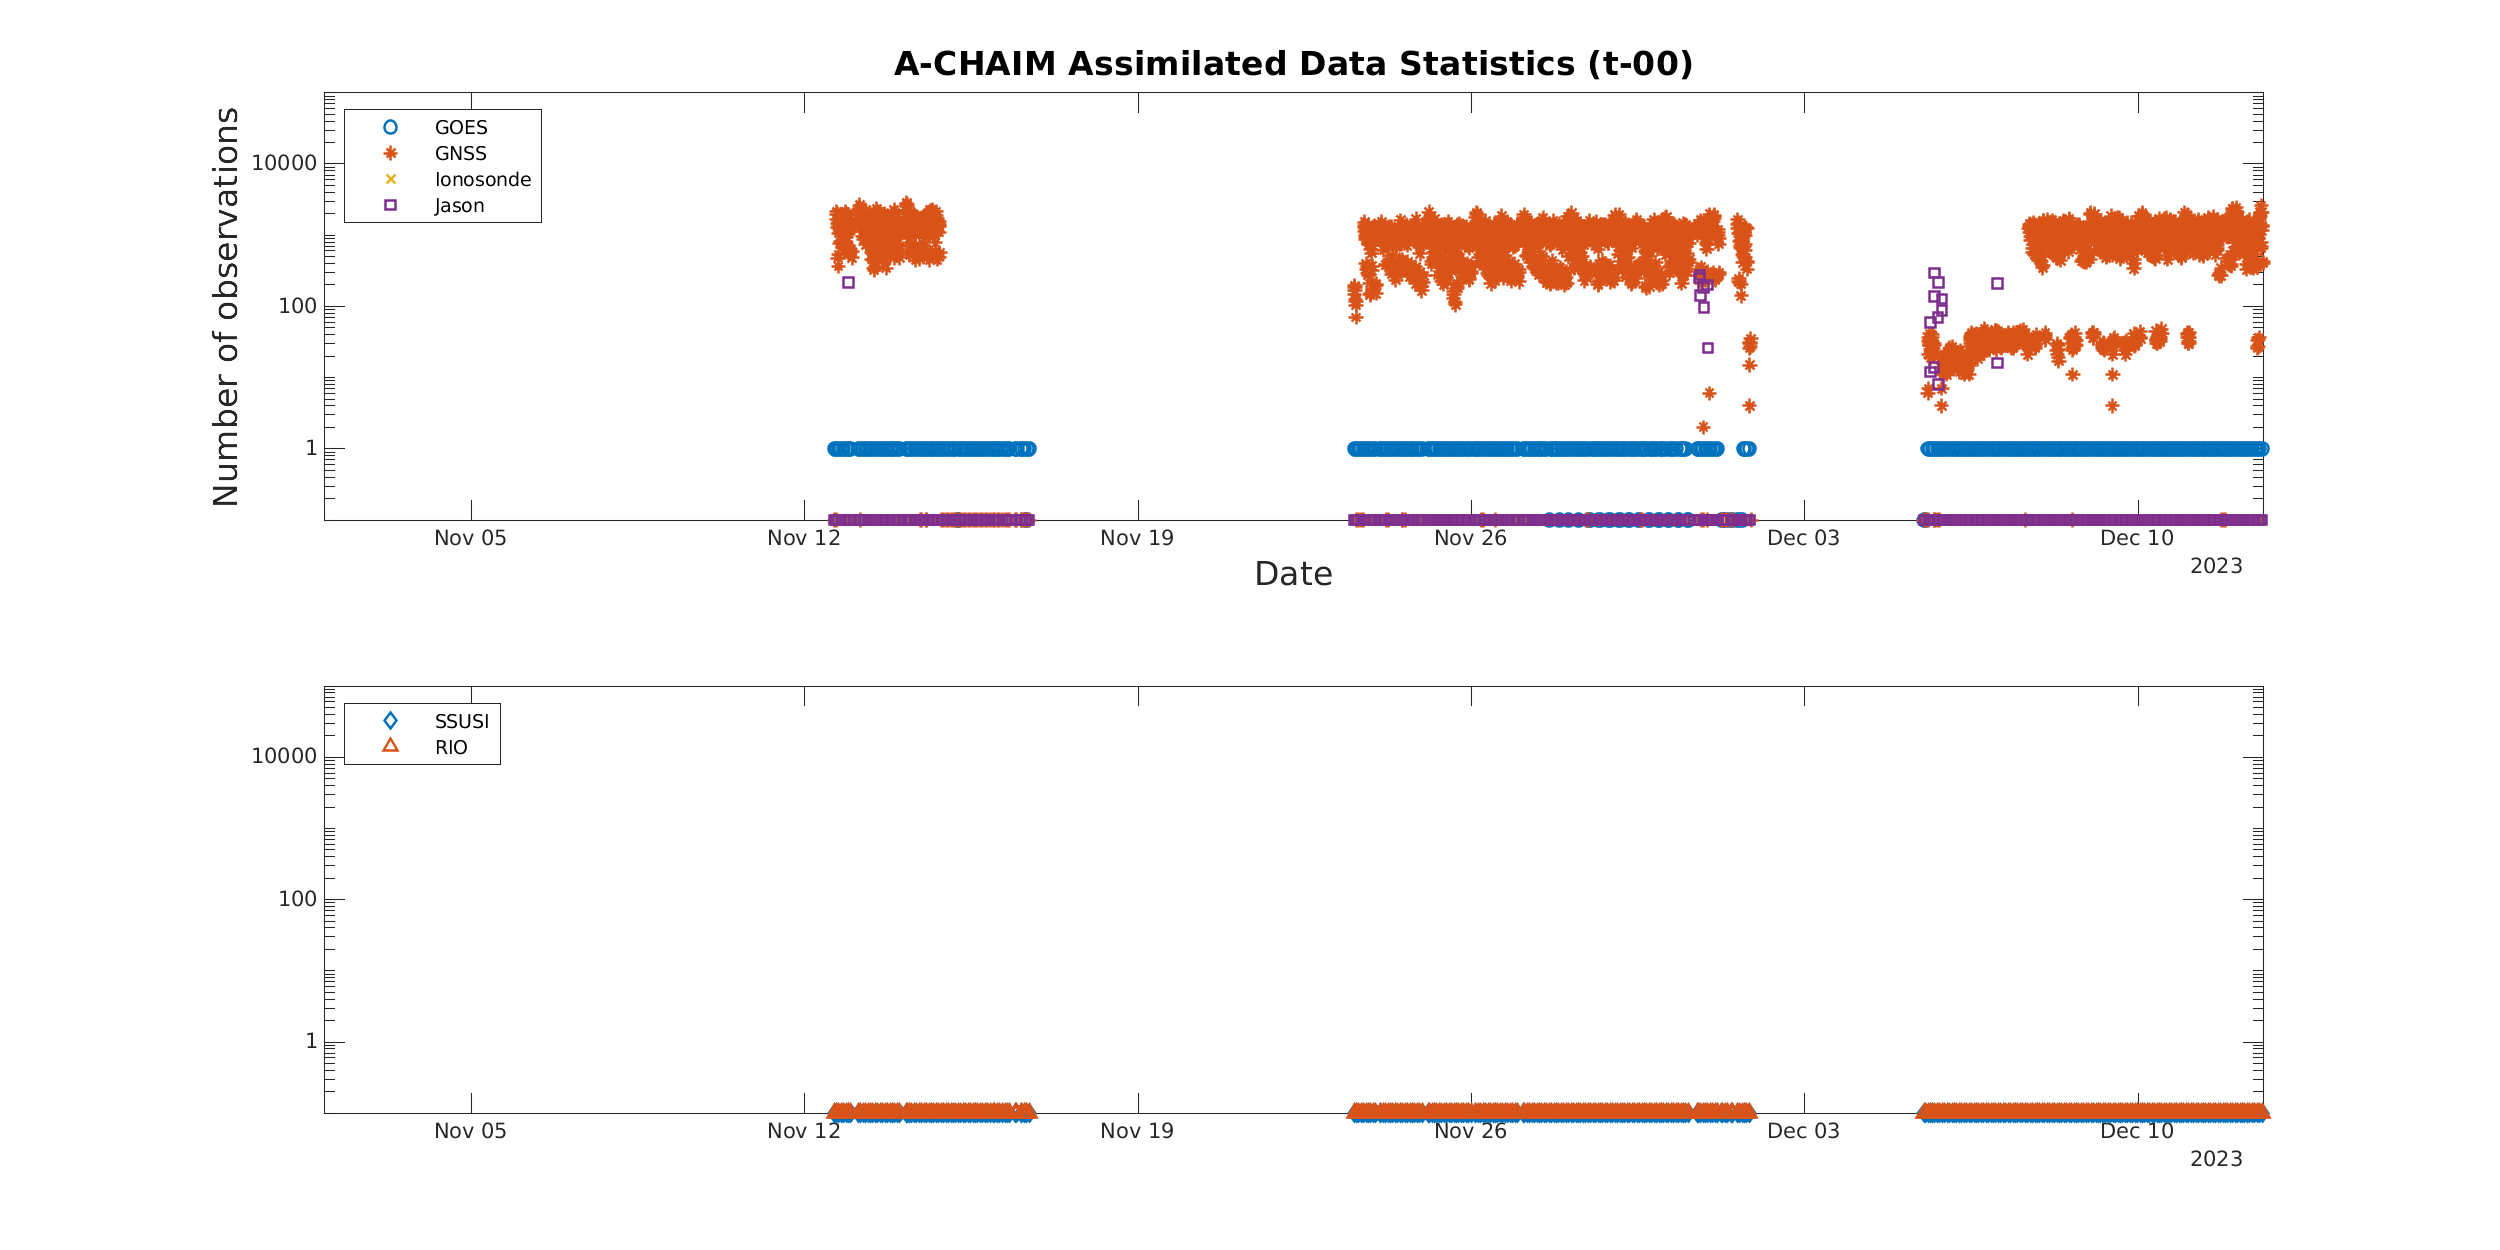 A-CHAIM Assimilated Data Statistics (t-00)
Number of observations
10000
100
1
GOES
GNSS
Ionosonde
Jason
Nov 05
Nov 12
Nov 19
Nov 26
Dec 03
Dec 10
2023
Date
10000
100
1
SSUSI
RIO
Nov 05
Nov 12
Nov 19
Nov 26
Dec 03
Dec 10
2023